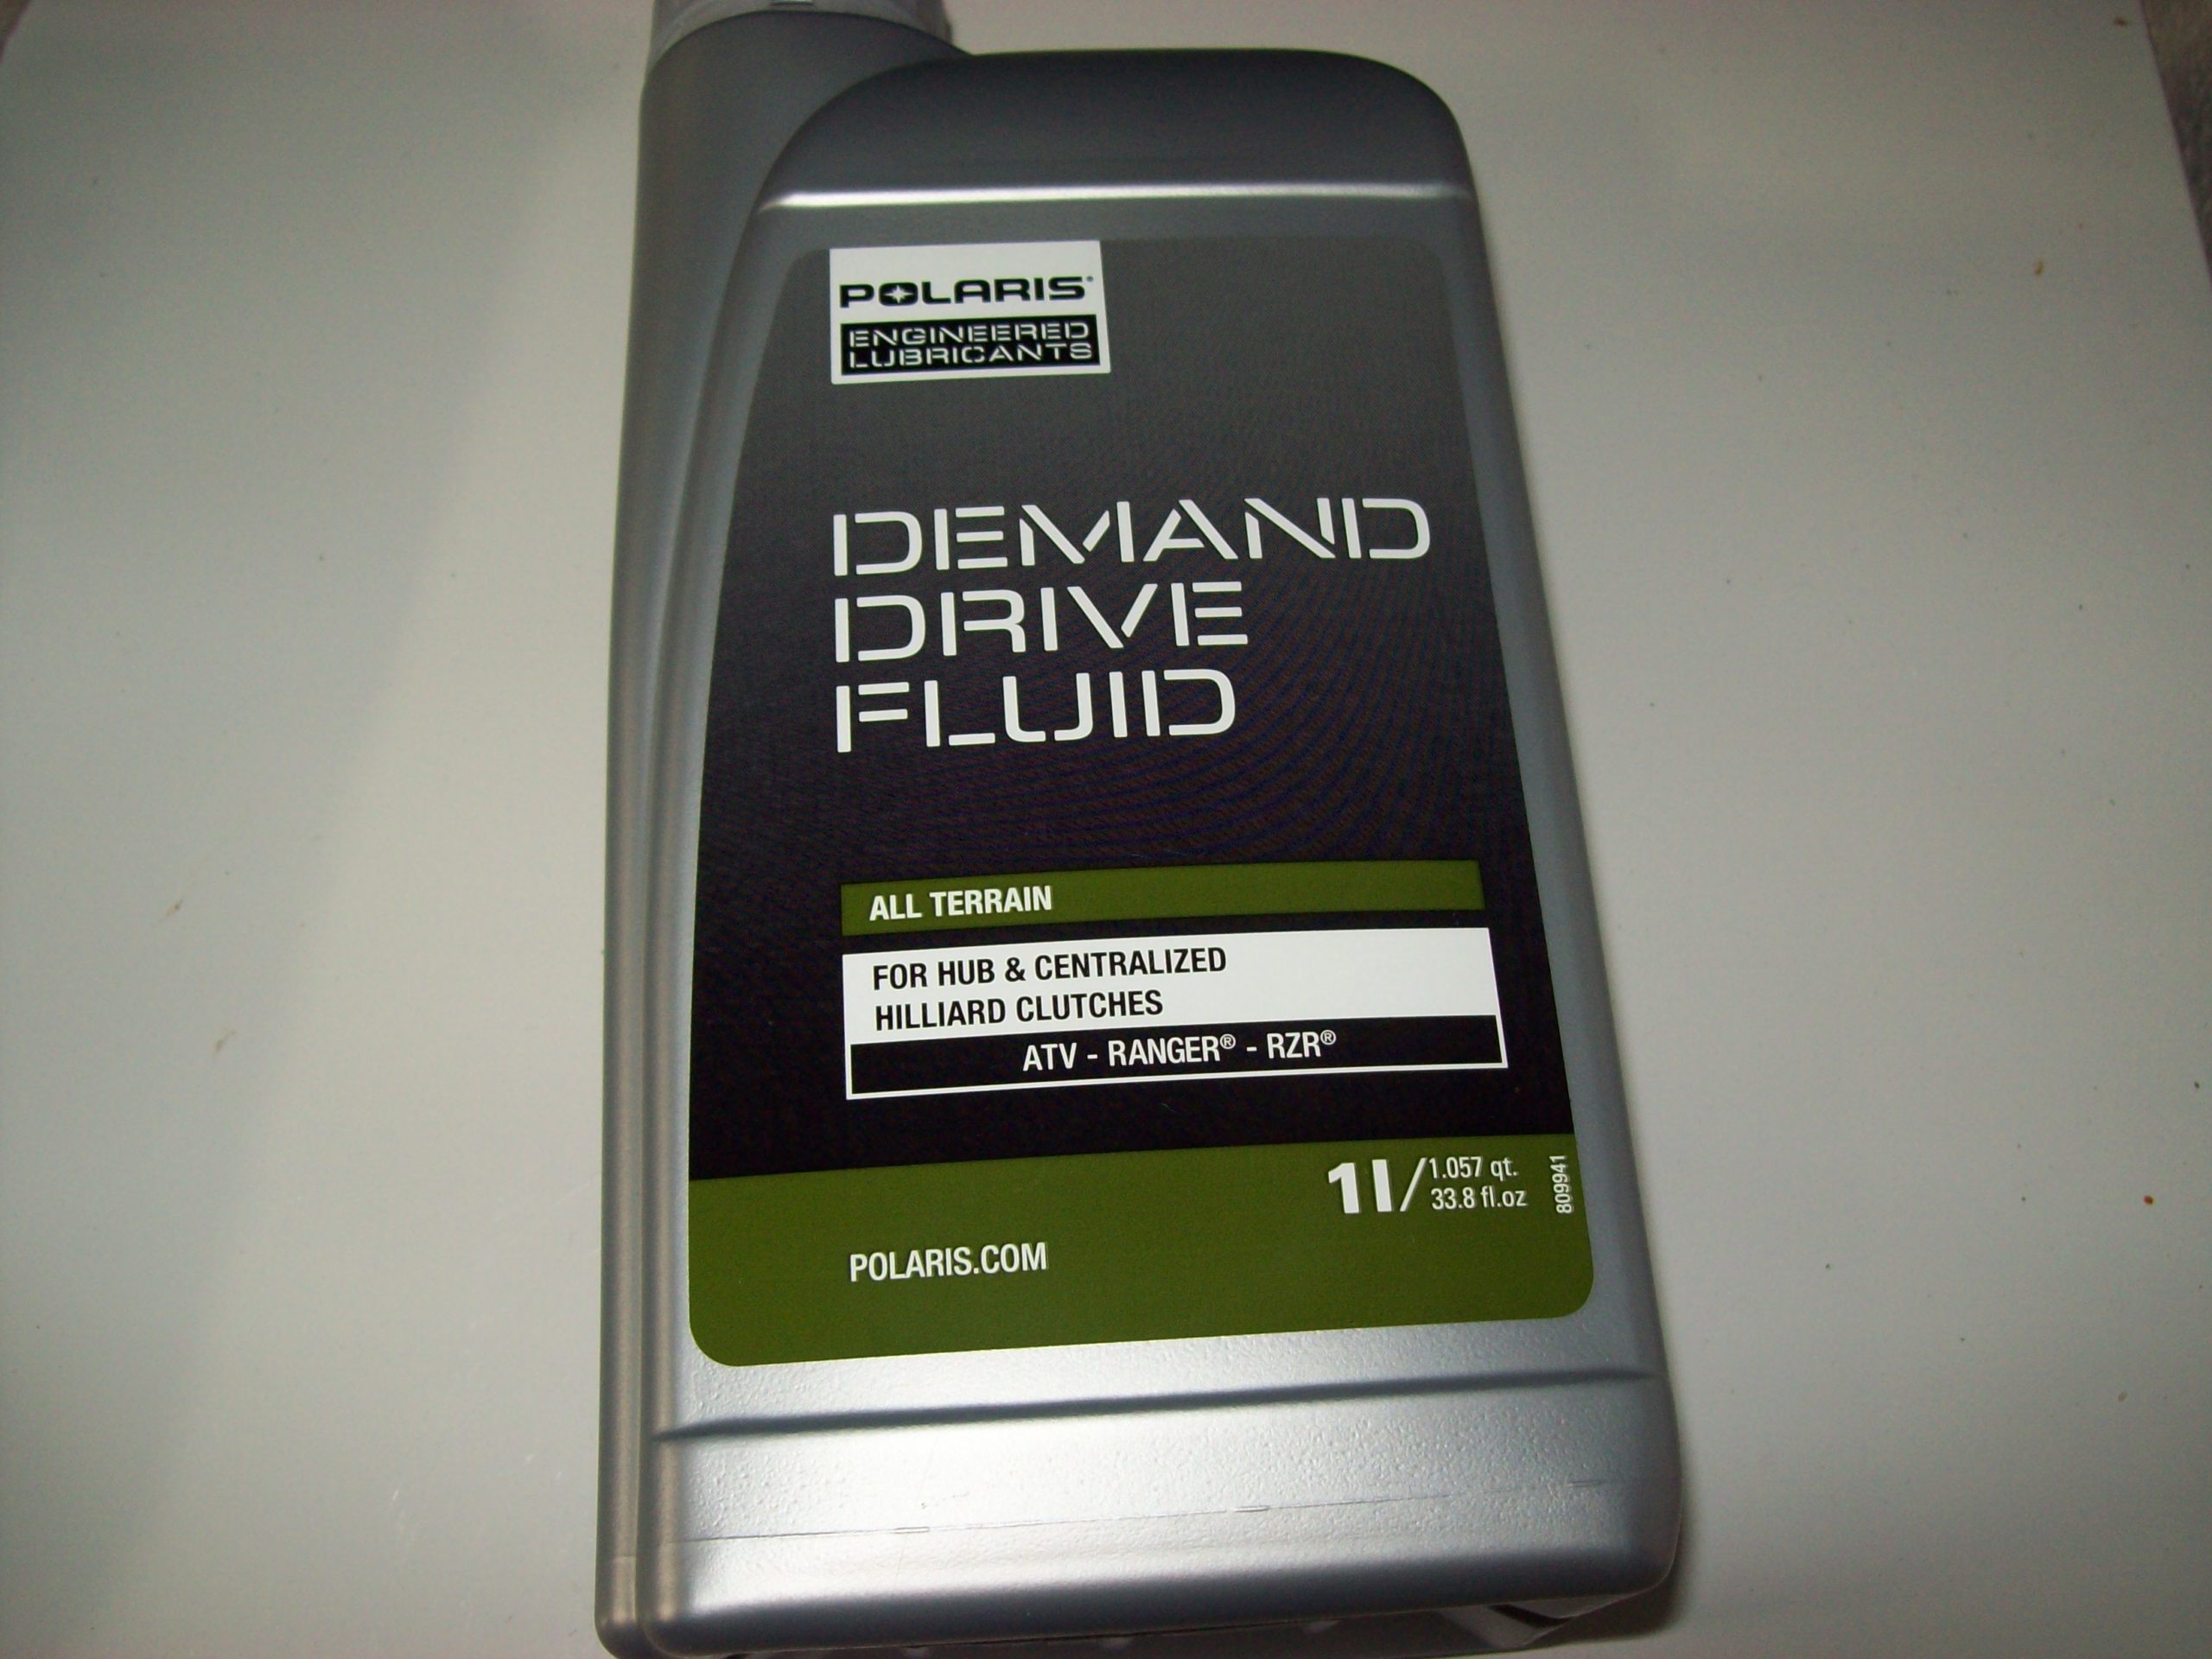 POLARIS®
ENGINEERED
LUBRICANTS
DEMAND
DRIVE
FLUID
ALL TERRAIN
FOR HUB & CENTRALIZED
HILLIARD CLUTCHES
ATV - RANGER® - RZR®
1l/1.057 qt.
33.8 fl.oz
809941
POLARIS.COM